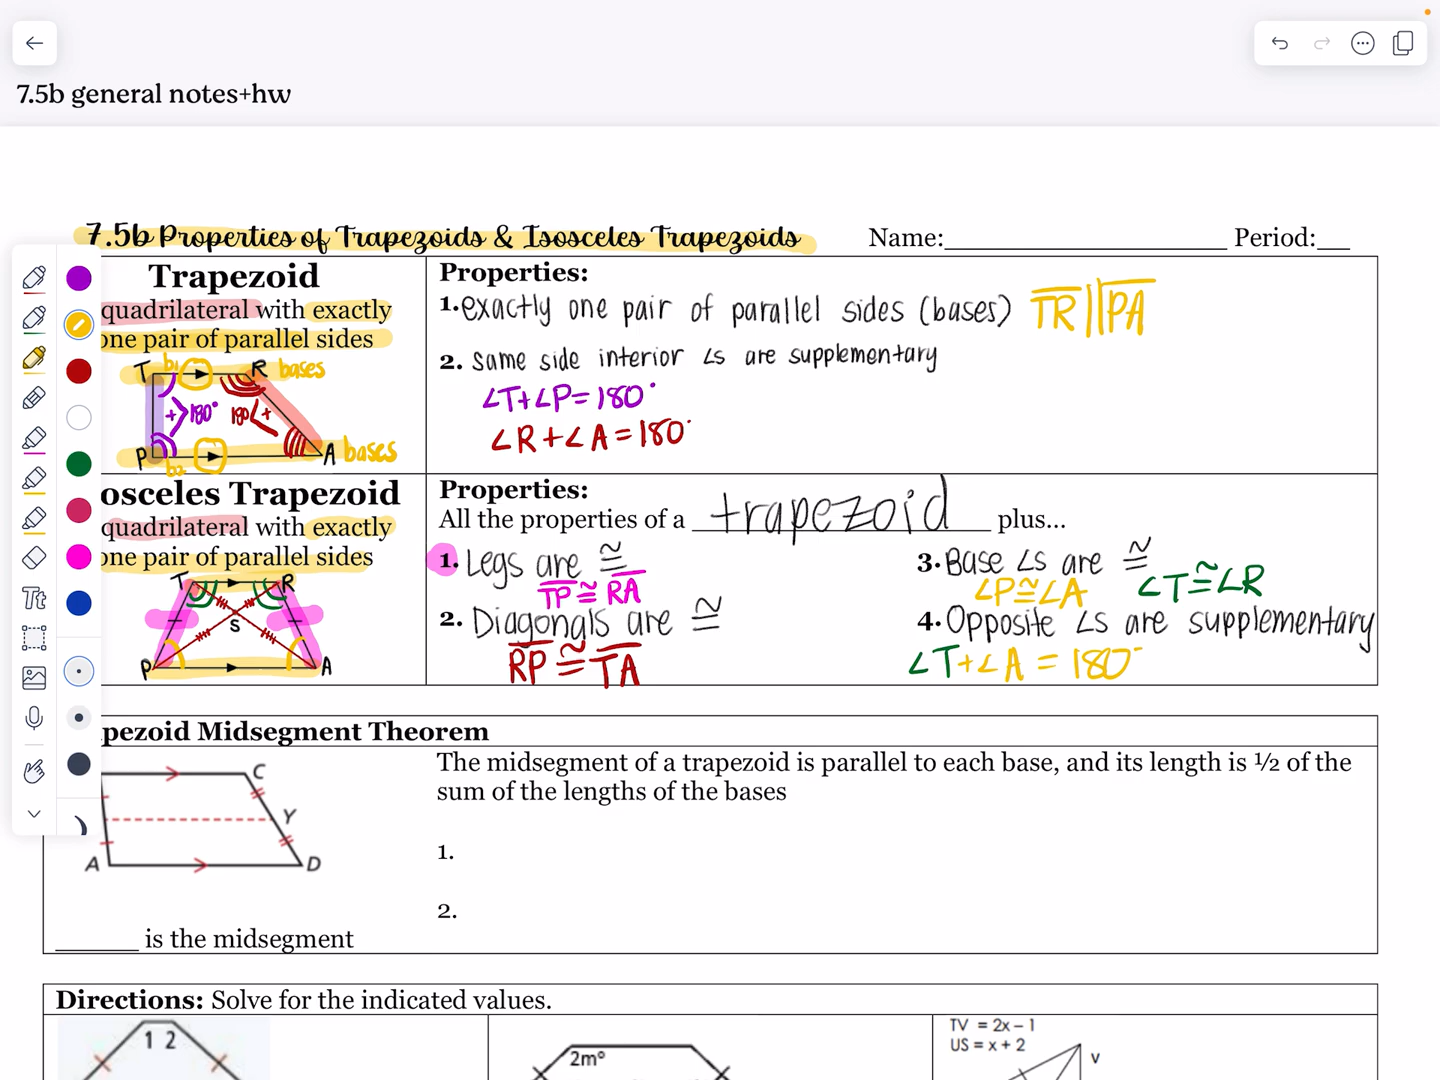 7.5b general notes+hw
7.5b Properties of Trapezoids & Isosceles Trapezoids Name: Period:
Trapezoid
quadrilateral with exactly
one pair of parallel sides
T b₁ R bases
+ 180° 180 +
P b₂ A bases
Properties:
1. exactly one pair of parallel sides (bases) TR || PA
2. same side interior ∠s are supplementary
∠T+∠P=180°
∠R+∠A=180°
osceles Trapezoid
quadrilateral with exactly
one pair of parallel sides
T R
S
P A
Properties:
All the properties of a trapezoid plus...
1. Legs are ≅
TP ≅ RA
2. Diagonals are ≅
RP ≅ TA
3. Base ∠s are ≅
∠P≅∠A ∠T≅∠R
4. Opposite ∠s are supplementary
∠T+∠A = 180°
pezoid Midsegment Theorem
C
Y
A D
is the midsegment
The midsegment of a trapezoid is parallel to each base, and its length is ½ of the
sum of the lengths of the bases
1.
2.
Directions: Solve for the indicated values.
1 2
2m°
TV = 2x – 1
US = x + 2
V
Tt